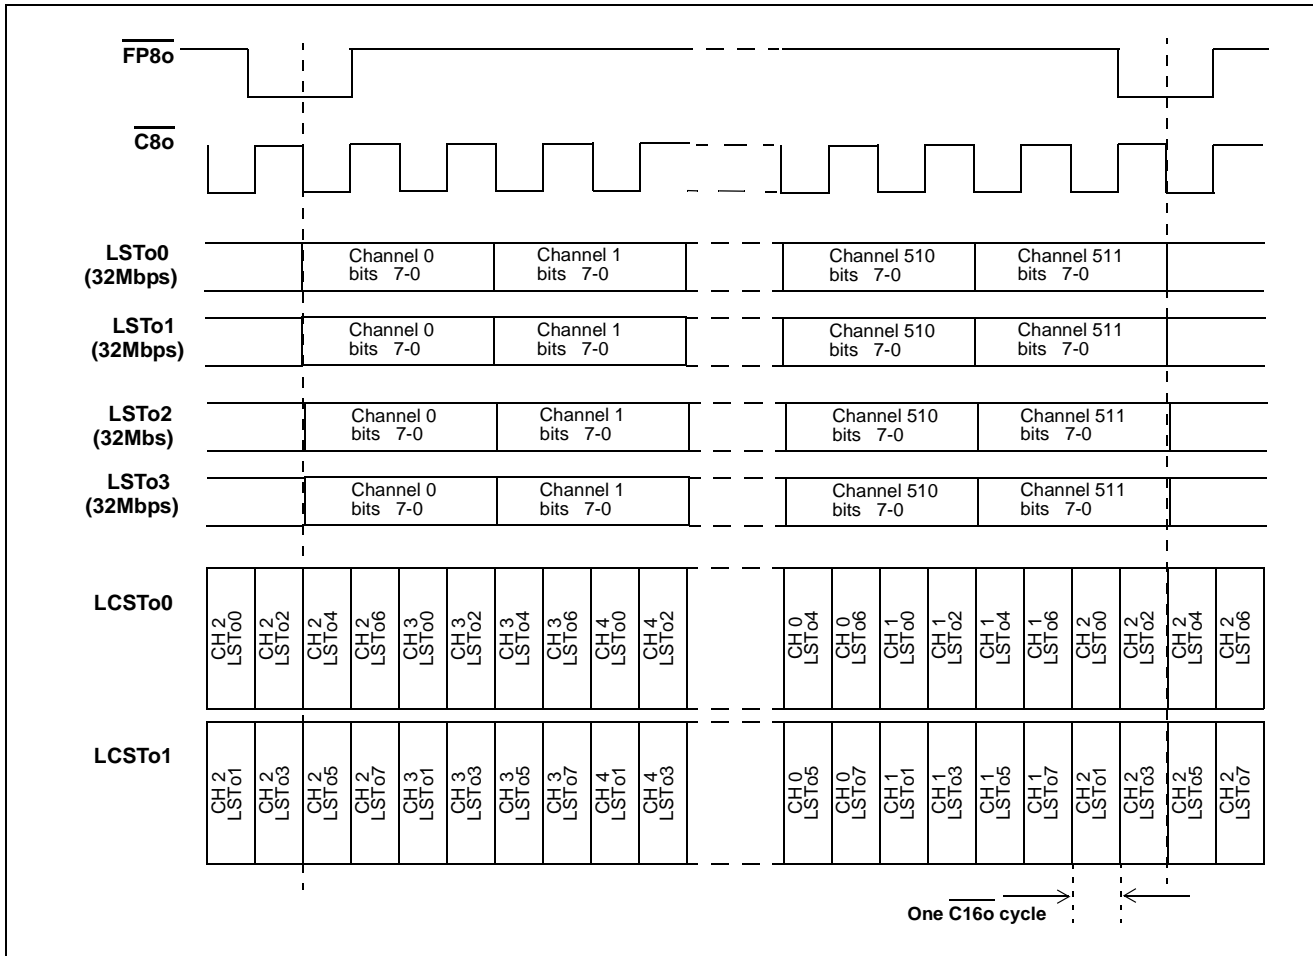 FP8o
C8o
LSTo0
(32Mbps)
Channel 0
bits 7-0
Channel 1
bits 7-0
Channel 510
bits 7-0
Channel 511
bits 7-0
LSTo1
(32Mbps)
Channel 0
bits 7-0
Channel 1
bits 7-0
Channel 510
bits 7-0
Channel 511
bits 7-0
LSTo2
(32Mbs)
Channel 0
bits 7-0
Channel 1
bits 7-0
Channel 510
bits 7-0
Channel 511
bits 7-0
LSTo3
(32Mbps)
Channel 0
bits 7-0
Channel 1
bits 7-0
Channel 510
bits 7-0
Channel 511
bits 7-0
LCSTo0
CH 2
LSTo0
CH 2
LSTo2
CH 2
LSTo4
CH 2
LSTo6
CH 3
LSTo0
CH 3
LSTo2
CH 3
LSTo4
CH 3
LSTo6
CH 4
LSTo0
CH 4
LSTo2
CH 0
LSTo4
CH 0
LSTo6
CH 1
LSTo0
CH 1
LSTo2
CH 1
LSTo4
CH 1
LSTo6
CH 2
LSTo0
CH 2
LSTo2
CH 2
LSTo4
CH 2
LSTo6
LCSTo1
CH 2
LSTo1
CH 2
LSTo3
CH 2
LSTo5
CH 2
LSTo7
CH 3
LSTo1
CH 3
LSTo3
CH 3
LSTo5
CH 3
LSTo7
CH 4
LSTo1
CH 4
LSTo3
CH 0
LSTo5
CH 0
LSTo7
CH 1
LSTo1
CH 1
LSTo3
CH 1
LSTo5
CH 1
LSTo7
CH 2
LSTo1
CH 2
LSTo3
CH 2
LSTo5
CH 2
LSTo7
One C16o cycle